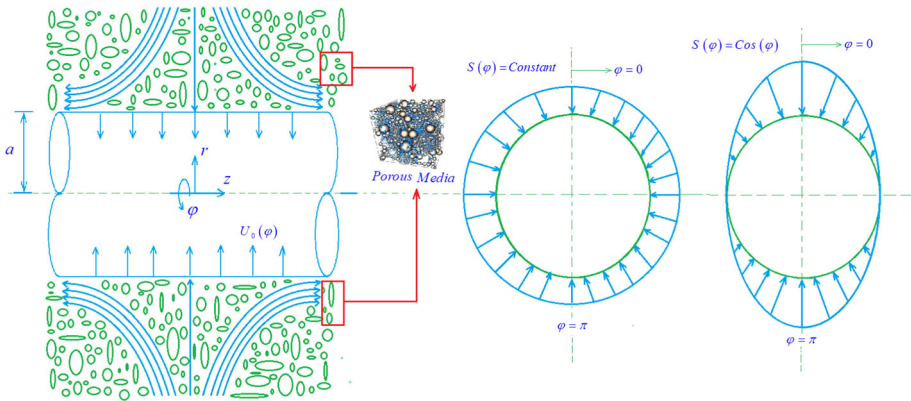 a
r
z
φ
U₀(φ)
Porous Media
S(φ)=Constant
φ=0
φ=π
S(φ)=Cos(φ)
φ=0
φ=π